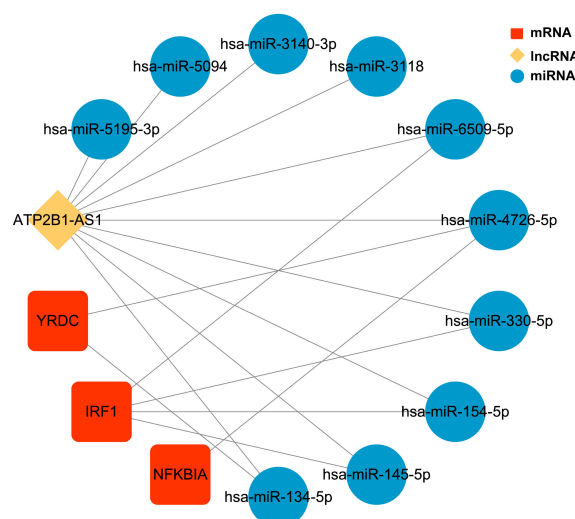 hsa-miR-3140-3p
mRNA
hsa-miR-5094
hsa-miR-3118
lncRNA
miRNA
hsa-miR-5195-3p
hsa-miR-6509-5p
ATP2B1-AS1
hsa-miR-4726-5p
YRDC
hsa-miR-330-5p
IRF1
hsa-miR-154-5p
NFKBIA
hsa-miR-145-5p
hsa-miR-134-5p